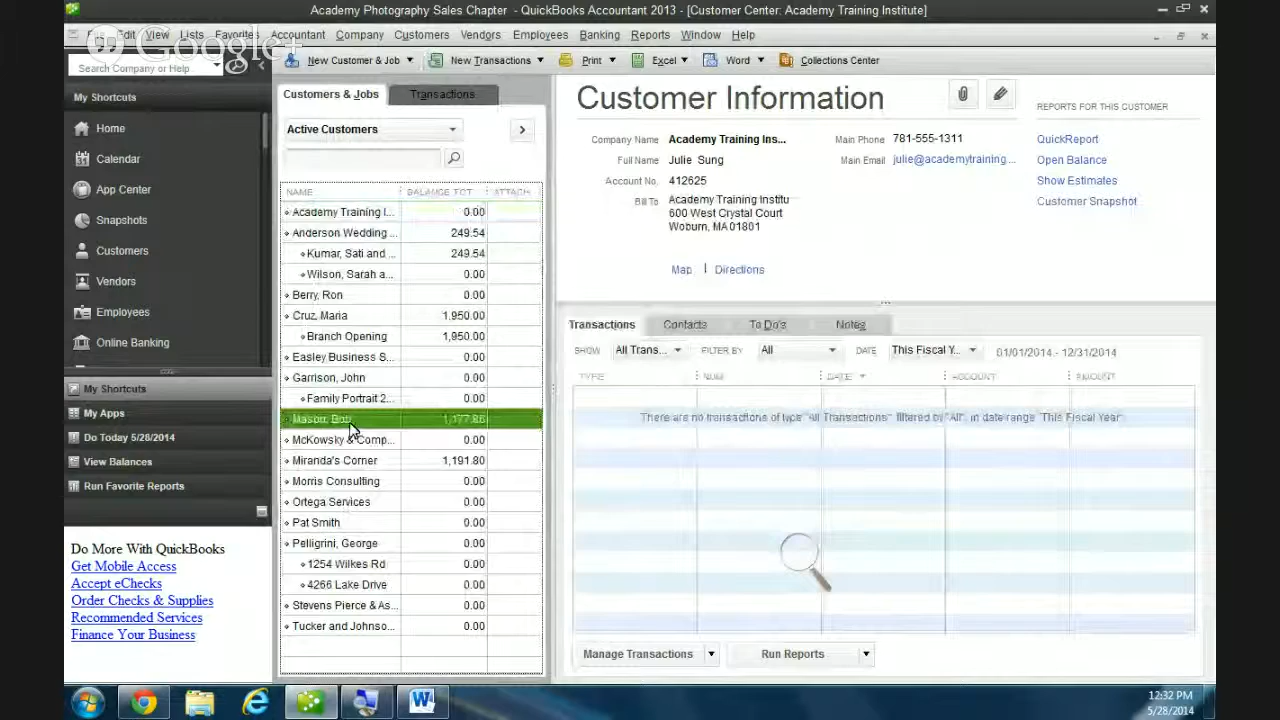 Academy Photography Sales Chapter - QuickBooks Accountant 2013 - [Customer Center: Academy Training Institute]
Edit View Lists Favorites Accountant Company Customers Vendors Employees Banking Reports Window Help
Google+
Search Company or Help
New Customer & Job New Transactions Print Excel Word Collections Center
My Shortcuts
Home
Calendar
App Center
Snapshots
Customers
Vendors
Employees
Online Banking
My Shortcuts
My Apps
Do Today 5/28/2014
View Balances
Run Favorite Reports
Do More With QuickBooks
Get Mobile Access
Accept eChecks
Order Checks & Supplies
Recommended Services
Finance Your Business
Customers & Jobs Transactions
Active Customers
NAME BALANCE TOT ATTACH
Academy Training I... 0.00
Anderson Wedding ... 249.54
Kumar, Sati and ... 249.54
Wilson, Sarah a... 0.00
Berry, Ron 0.00
Cruz, Maria 1,950.00
Branch Opening 1,950.00
Easley Business S... 0.00
Garrison, John 0.00
Family Portrait 2... 0.00
Mason, Bob 1,177.86
McKowsky & Comp... 0.00
Miranda's Corner 1,191.80
Morris Consulting 0.00
Ortega Services 0.00
Pat Smith 0.00
Pelligrini, George 0.00
1254 Wilkes Rd 0.00
4266 Lake Drive 0.00
Stevens Pierce & As... 0.00
Tucker and Johnso... 0.00
Customer Information
Company Name Academy Training Ins...
Full Name Julie Sung
Account No. 412625
Bill To Academy Training Institu
600 West Crystal Court
Woburn, MA 01801
Map | Directions
Main Phone 781-555-1311
Main Email julie@academytraining...
REPORTS FOR THIS CUSTOMER
QuickReport
Open Balance
Show Estimates
Customer Snapshot
Transactions Contacts To Do's Notes
SHOW All Trans... FILTER BY All DATE This Fiscal Y... 01/01/2014 - 12/31/2014
TYPE NUM DATE ACCOUNT AMOUNT
There are no transactions of type "All Transactions" filtered by "All", in date range "This Fiscal Year".
Manage Transactions Run Reports
12:32 PM
5/28/2014